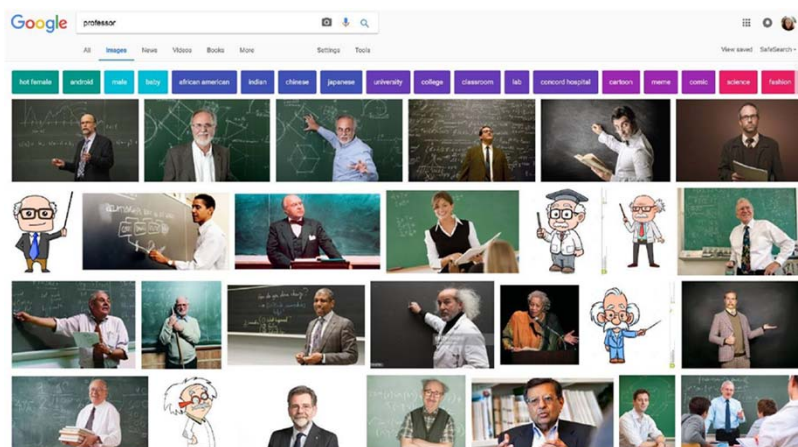 Google professor
All Images News Videos Books More Settings Tools View saved SafeSearch
hot female android male baby african american indian chinese japanese university college classroom lab concord hospital cartoon meme comic science fashion